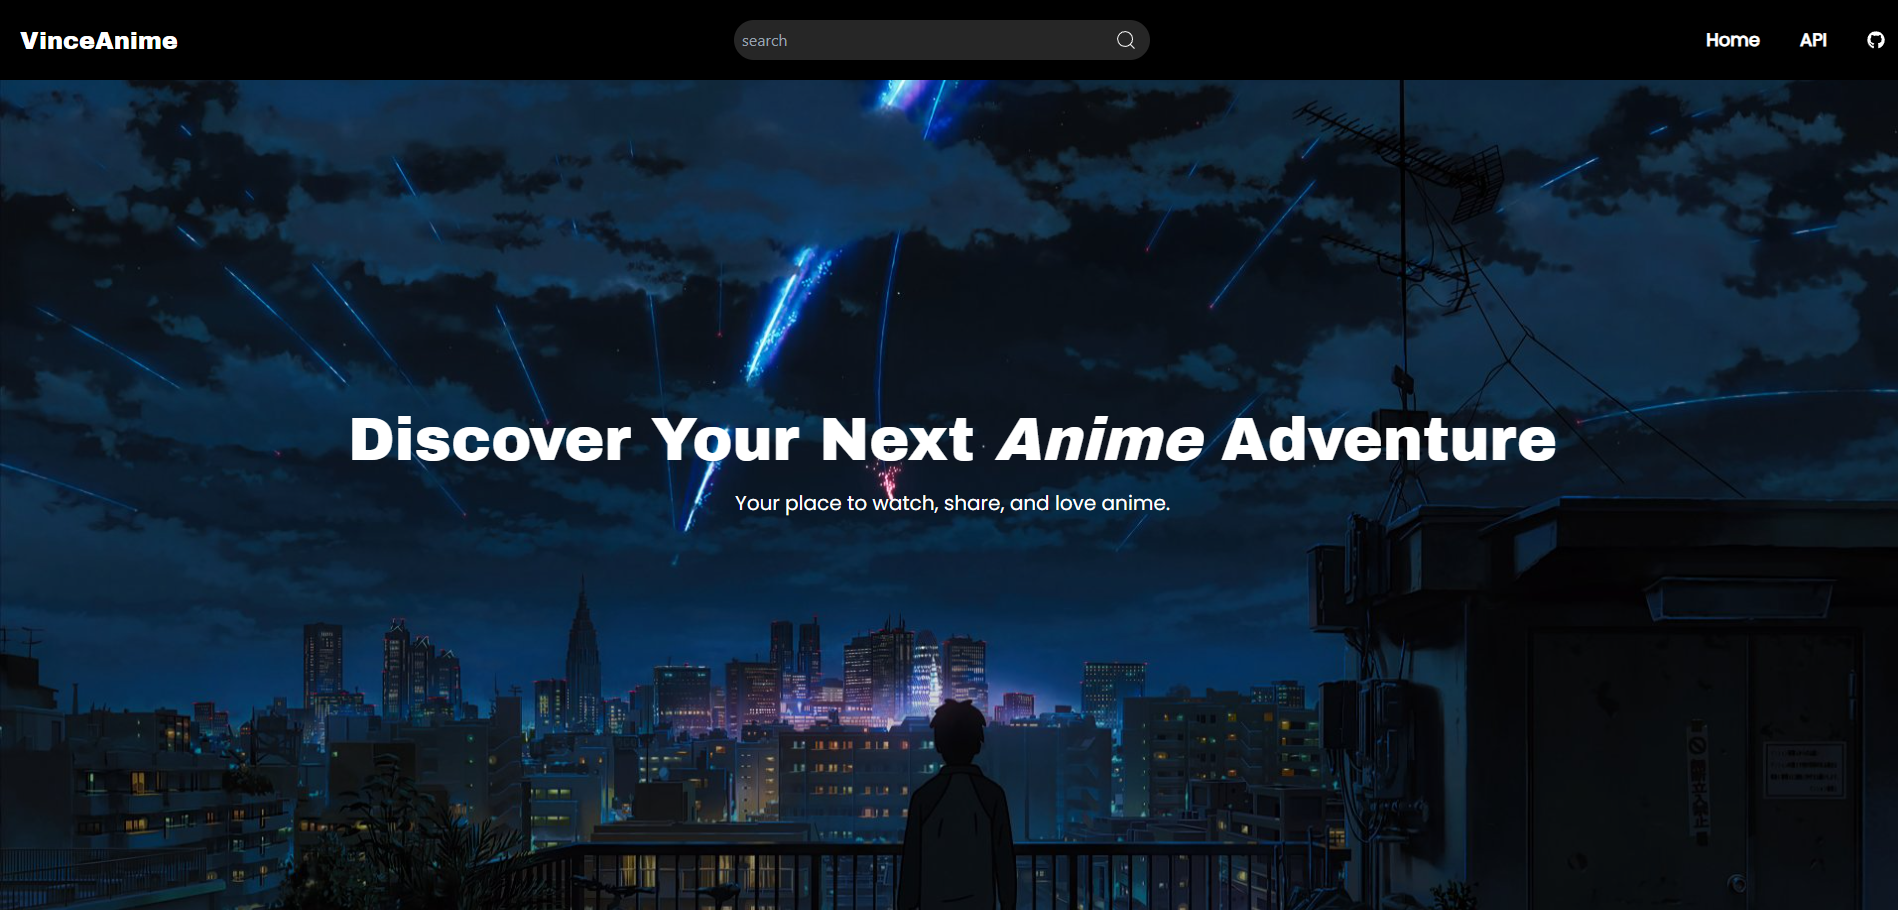 VinceAnime
search
Home
API
Discover Your Next Anime Adventure
Your place to watch, share, and love anime.